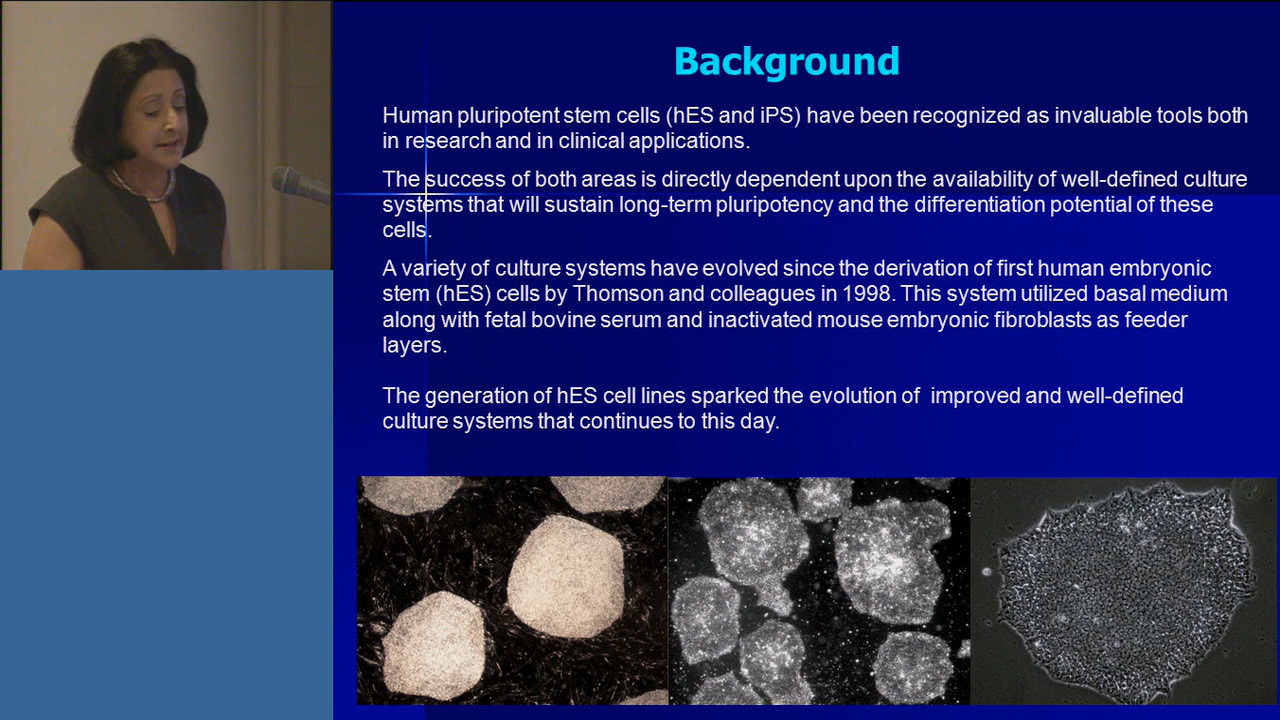 Background
Human pluripotent stem cells (hES and iPS) have been recognized as invaluable tools both
in research and in clinical applications.
The success of both areas is directly dependent upon the availability of well-defined culture
systems that will sustain long-term pluripotency and the differentiation potential of these
cells.
A variety of culture systems have evolved since the derivation of first human embryonic
stem (hES) cells by Thomson and colleagues in 1998. This system utilized basal medium
along with fetal bovine serum and inactivated mouse embryonic fibroblasts as feeder
layers.
The generation of hES cell lines sparked the evolution of  improved and well-defined
culture systems that continues to this day.